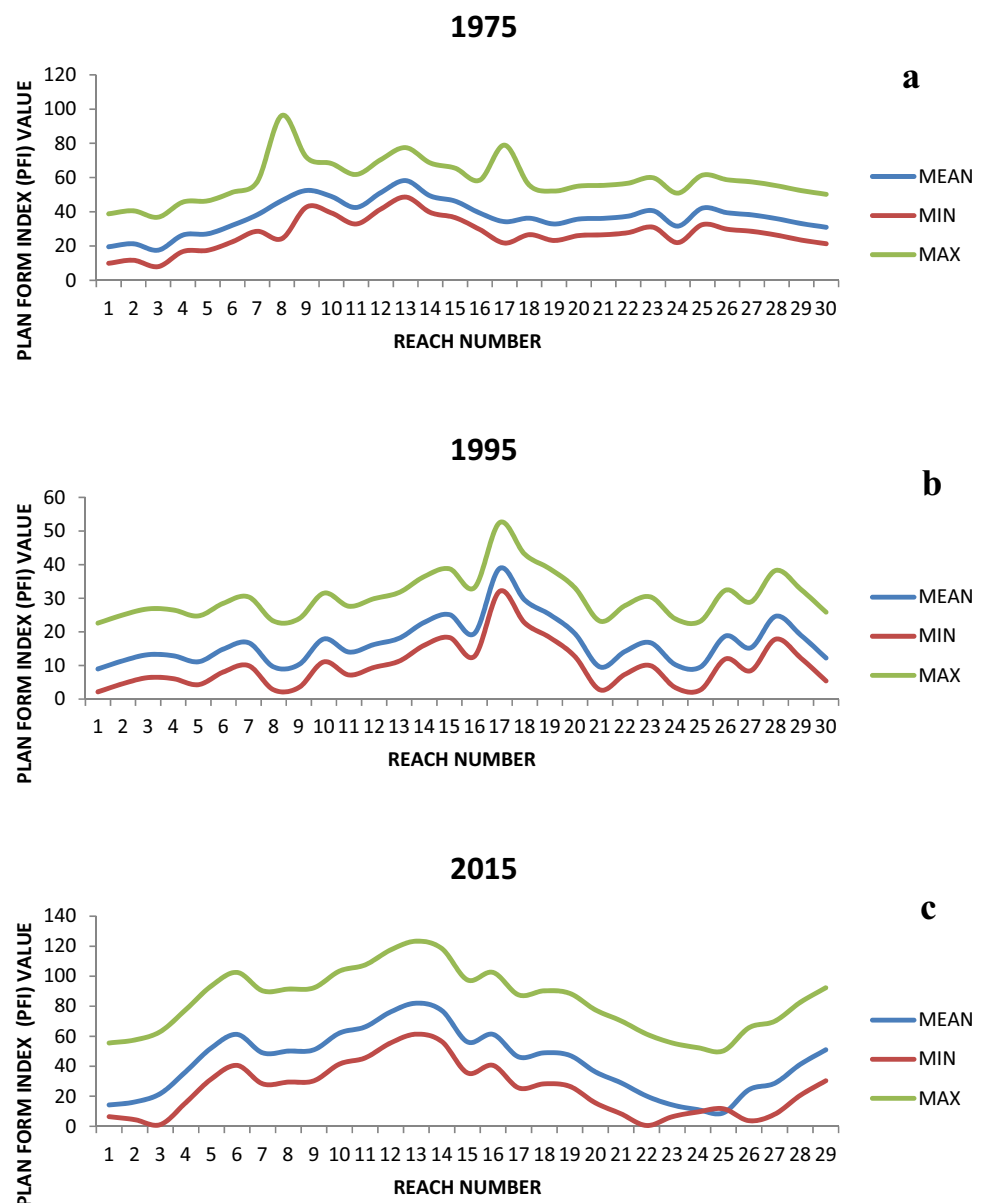 1975
a
PLAN FORM INDEX (PFI) VALUE
120
100
80
60
40
20
0
1 2 3 4 5 6 7 8 9 10 11 12 13 14 15 16 17 18 19 20 21 22 23 24 25 26 27 28 29 30
REACH NUMBER
MEAN
MIN
MAX
1995
b
PLAN FORM INDEX (PFI) VALUE
60
50
40
30
20
10
0
1 2 3 4 5 6 7 8 9 10 11 12 13 14 15 16 17 18 19 20 21 22 23 24 25 26 27 28 29 30
REACH NUMBER
MEAN
MIN
MAX
2015
c
PLAN FORM INDEX (PFI) VALUE
140
120
100
80
60
40
20
0
1 2 3 4 5 6 7 8 9 10 11 12 13 14 15 16 17 18 19 20 21 22 23 24 25 26 27 28 29
REACH NUMBER
MEAN
MIN
MAX